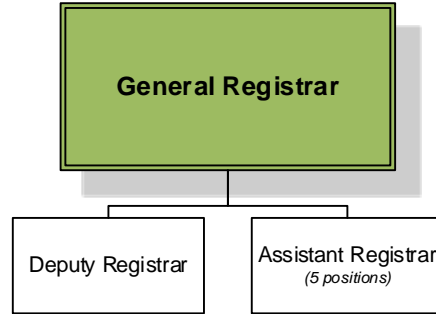 General Registrar
Deputy Registrar
Assistant Registrar
(5 positions)